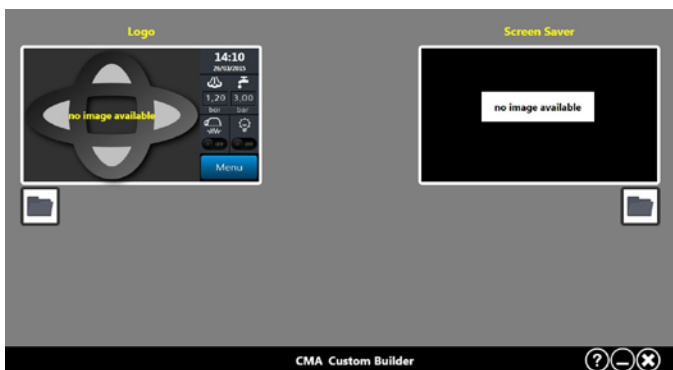 Logo
Screen Saver
14:10
26/03/2015
1,20 3,00
bar bar
no image available
no image available
Menu
CMA Custom Builder
?